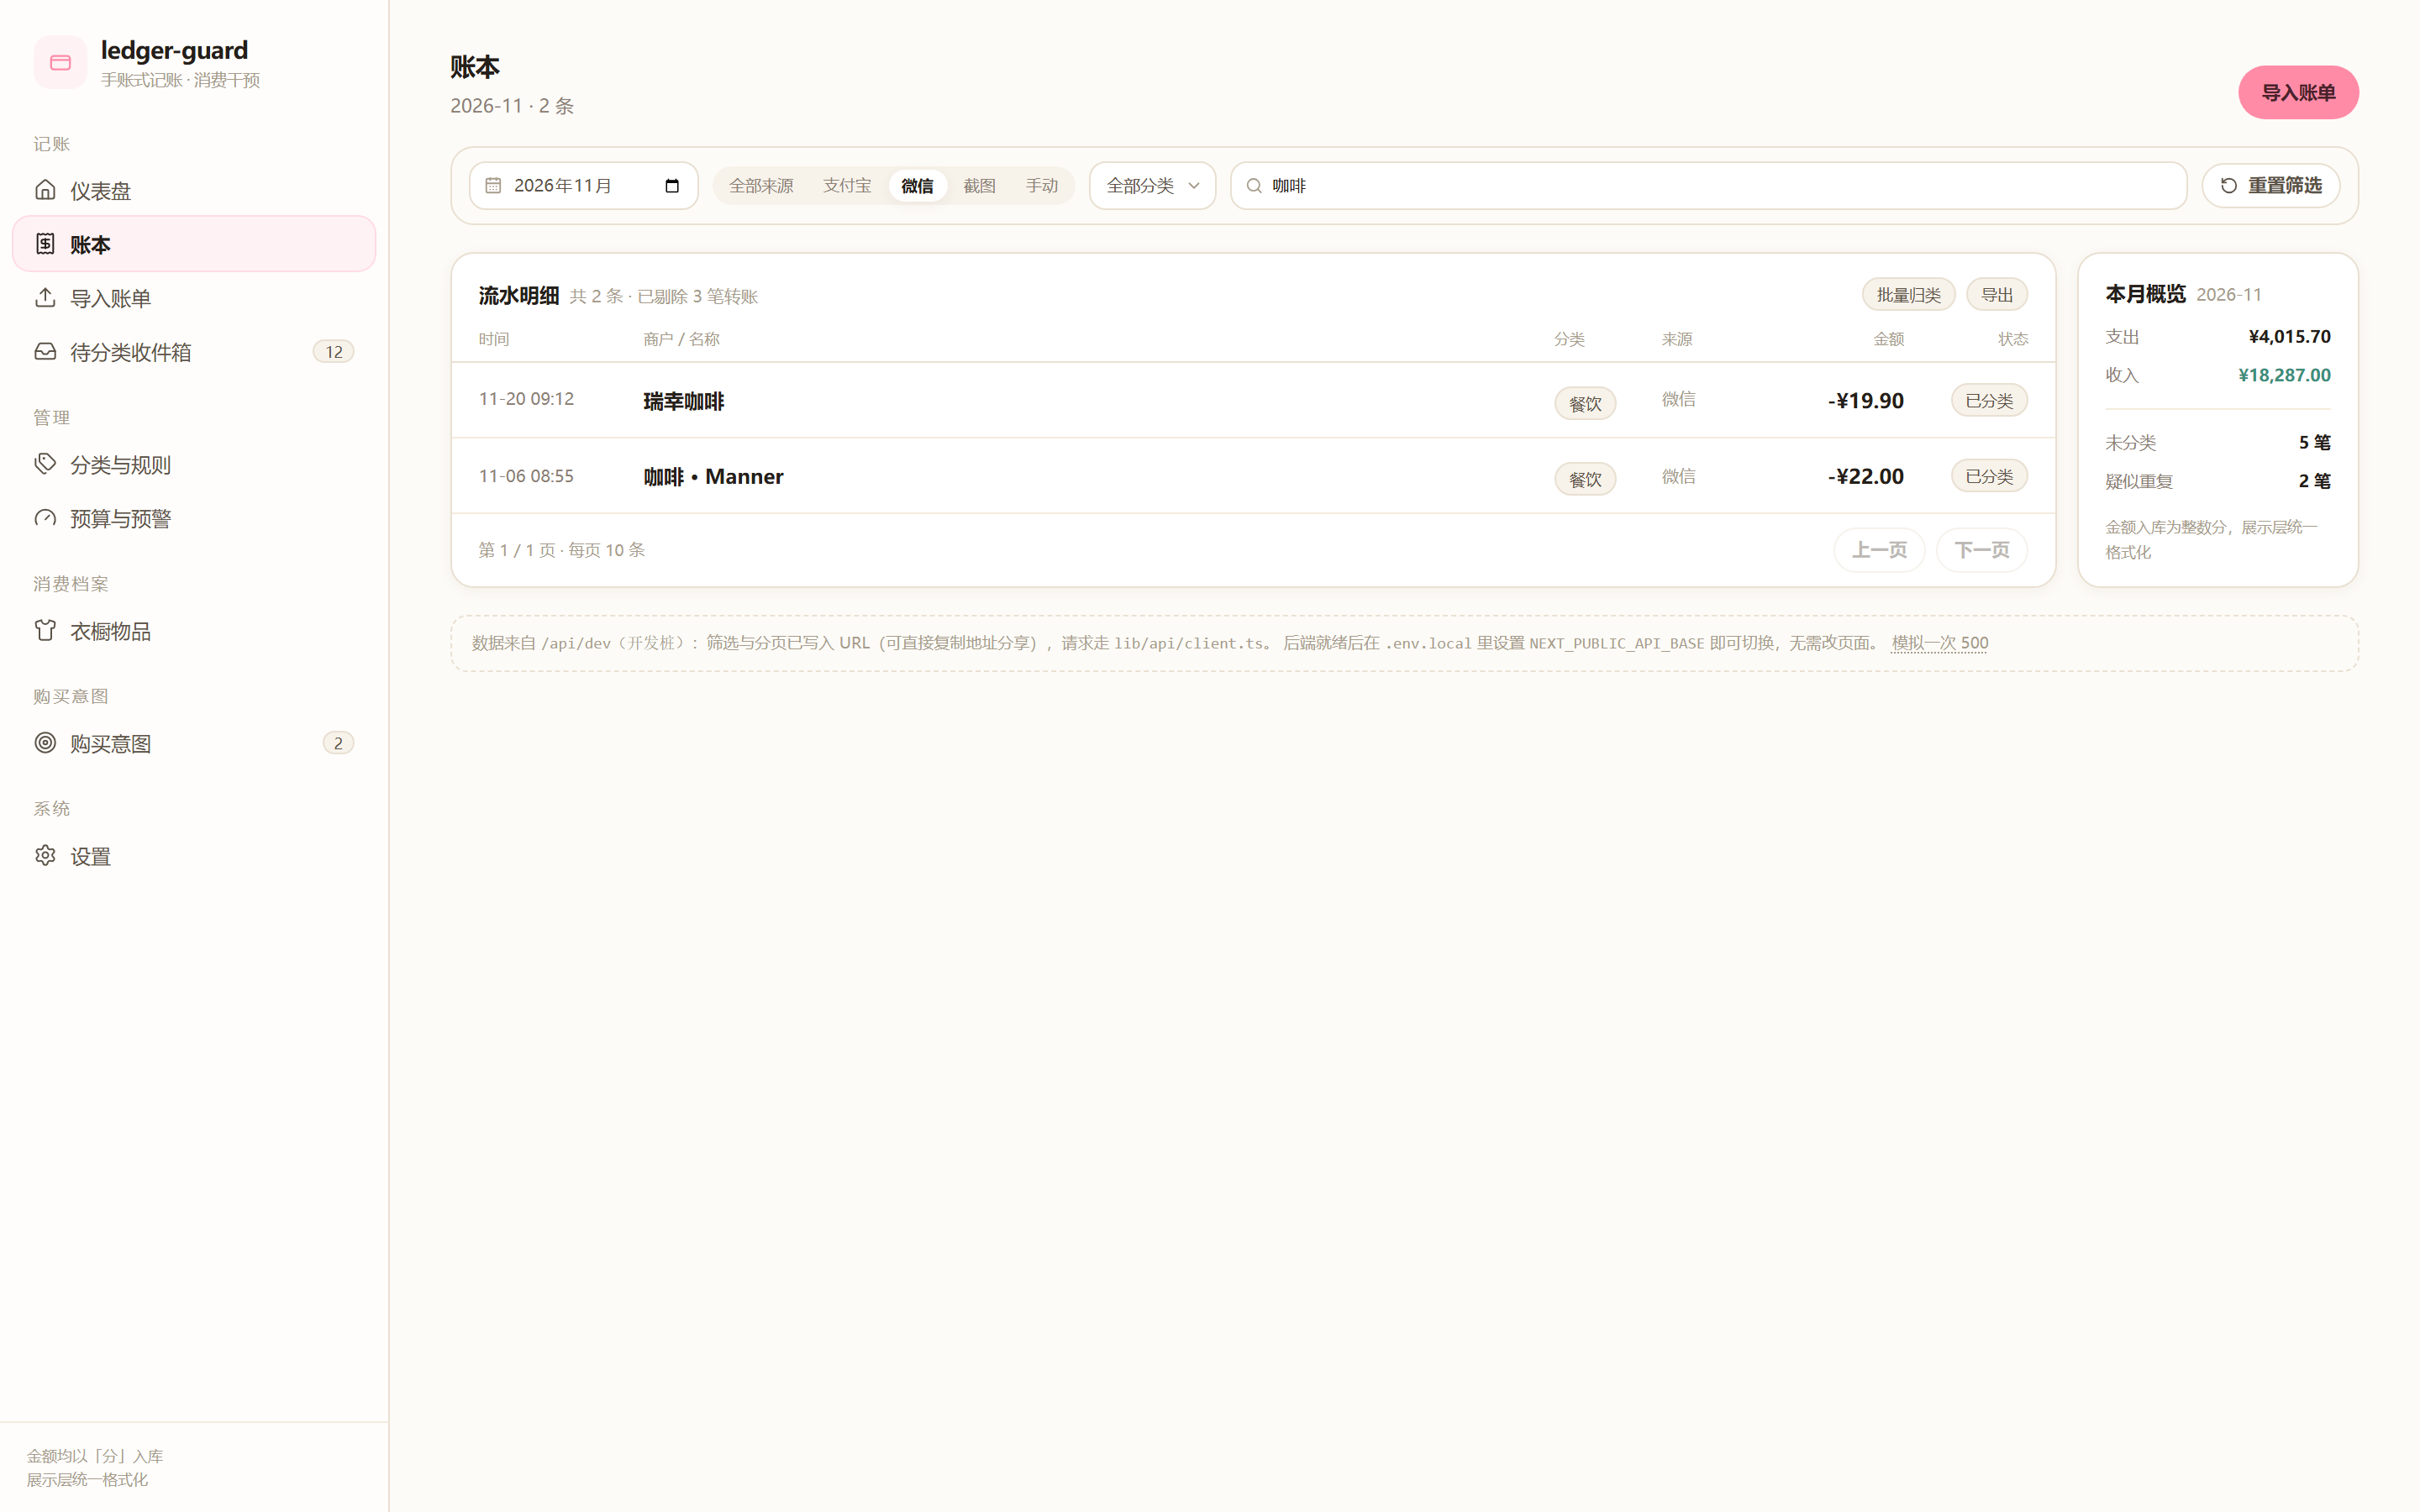 ledger-guard
手账式记账 · 消费干预
记账
仪表盘
账本
导入账单
待分类收件箱 12
管理
分类与规则
预算与预警
消费档案
衣橱物品
购买意图
购买意图 2
系统
设置
金额均以「分」入库
展示层统一格式化
账本
2026-11 · 2 条
导入账单
2026年11月 全部来源 支付宝 微信 截图 手动 全部分类 咖啡 重置筛选
流水明细 共 2 条 · 已剔除 3 笔转账 批量归类 导出
时间 商户 / 名称 分类 来源 金额 状态
11-20 09:12 瑞幸咖啡 餐饮 微信 -¥19.90 已分类
11-06 08:55 咖啡 • Manner 餐饮 微信 -¥22.00 已分类
第 1 / 1 页 · 每页 10 条 上一页 下一页
本月概览 2026-11
支出 ¥4,015.70
收入 ¥18,287.00
未分类 5 笔
疑似重复 2 笔
金额入库为整数分，展示层统一
格式化
数据来自 /api/dev（开发桩）：筛选与分页已写入 URL（可直接复制地址分享），请求走 lib/api/client.ts。 后端就绪后在 .env.local 里设置 NEXT_PUBLIC_API_BASE 即可切换，无需改页面。 模拟一次 500